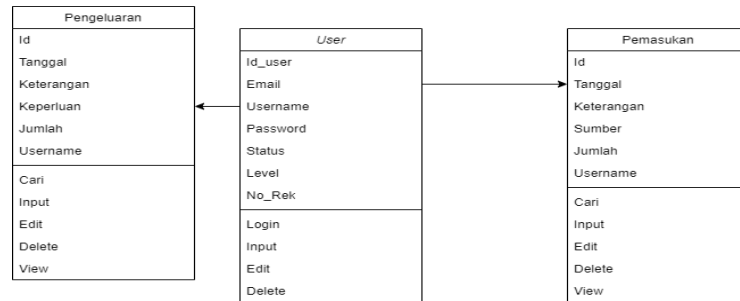 Pengeluaran
Id
Tanggal
Keterangan
Keperluan
Jumlah
Username
Cari
Input
Edit
Delete
View
User
Id_user
Email
Username
Password
Status
Level
No_Rek
Login
Input
Edit
Delete
Pemasukan
Id
Tanggal
Keterangan
Sumber
Jumlah
Username
Cari
Input
Edit
Delete
View